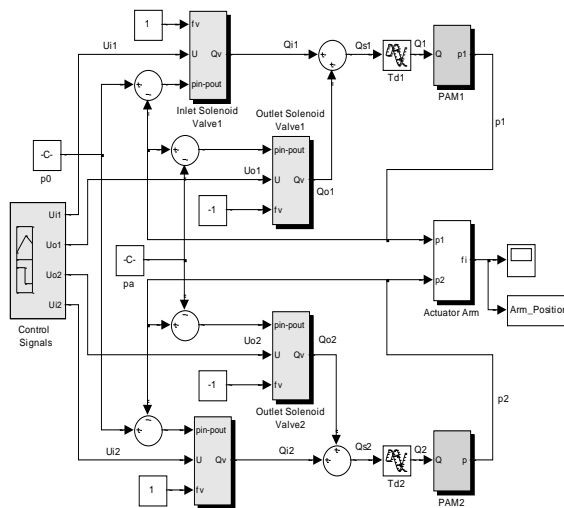 1
fv
Ui1
U
Qv
Qi1
Qs1
Q1
Q
p1
pin-pout
Td1
PAM1
Inlet Solenoid
Valve1
Outlet Solenoid
Valve1
p1
-C-
pin-pout
p0
Uo1
U
Qv
Qo1
-1
fv
Ui1
Uo1
p1
fi
-C-
Uo2
pa
p2
Ui2
Actuator Arm
Control
Signals
Arm_Position
pin-pout
Uo2
U
Qv
Qo2
-1
fv
Outlet Solenoid
Valve2
p2
pin-pout
Ui2
U
Qv
Qi2
Qs2
Q2
Q
p
1
fv
Td2
PAM2